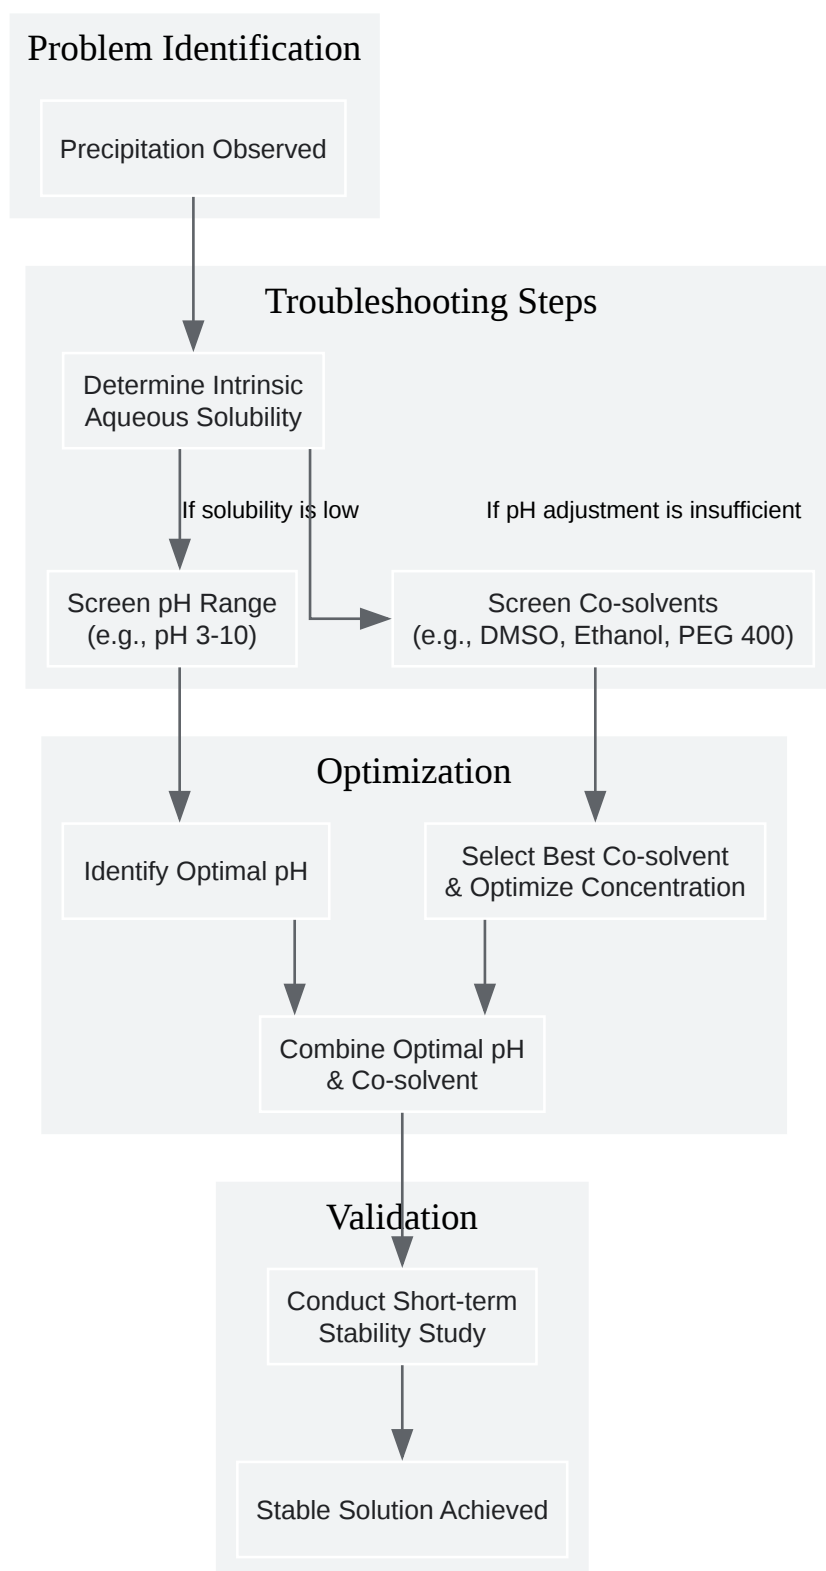 Problem Identification
Precipitation Observed
Troubleshooting Steps
Determine Intrinsic
Aqueous Solubility
If solubility is low
If pH adjustment is insufficient
Screen pH Range
(e.g., pH 3-10)
Screen Co-solvents
(e.g., DMSO, Ethanol, PEG 400)
Optimization
Identify Optimal pH
Select Best Co-solvent
& Optimize Concentration
Combine Optimal pH
& Co-solvent
Validation
Conduct Short-term
Stability Study
Stable Solution Achieved